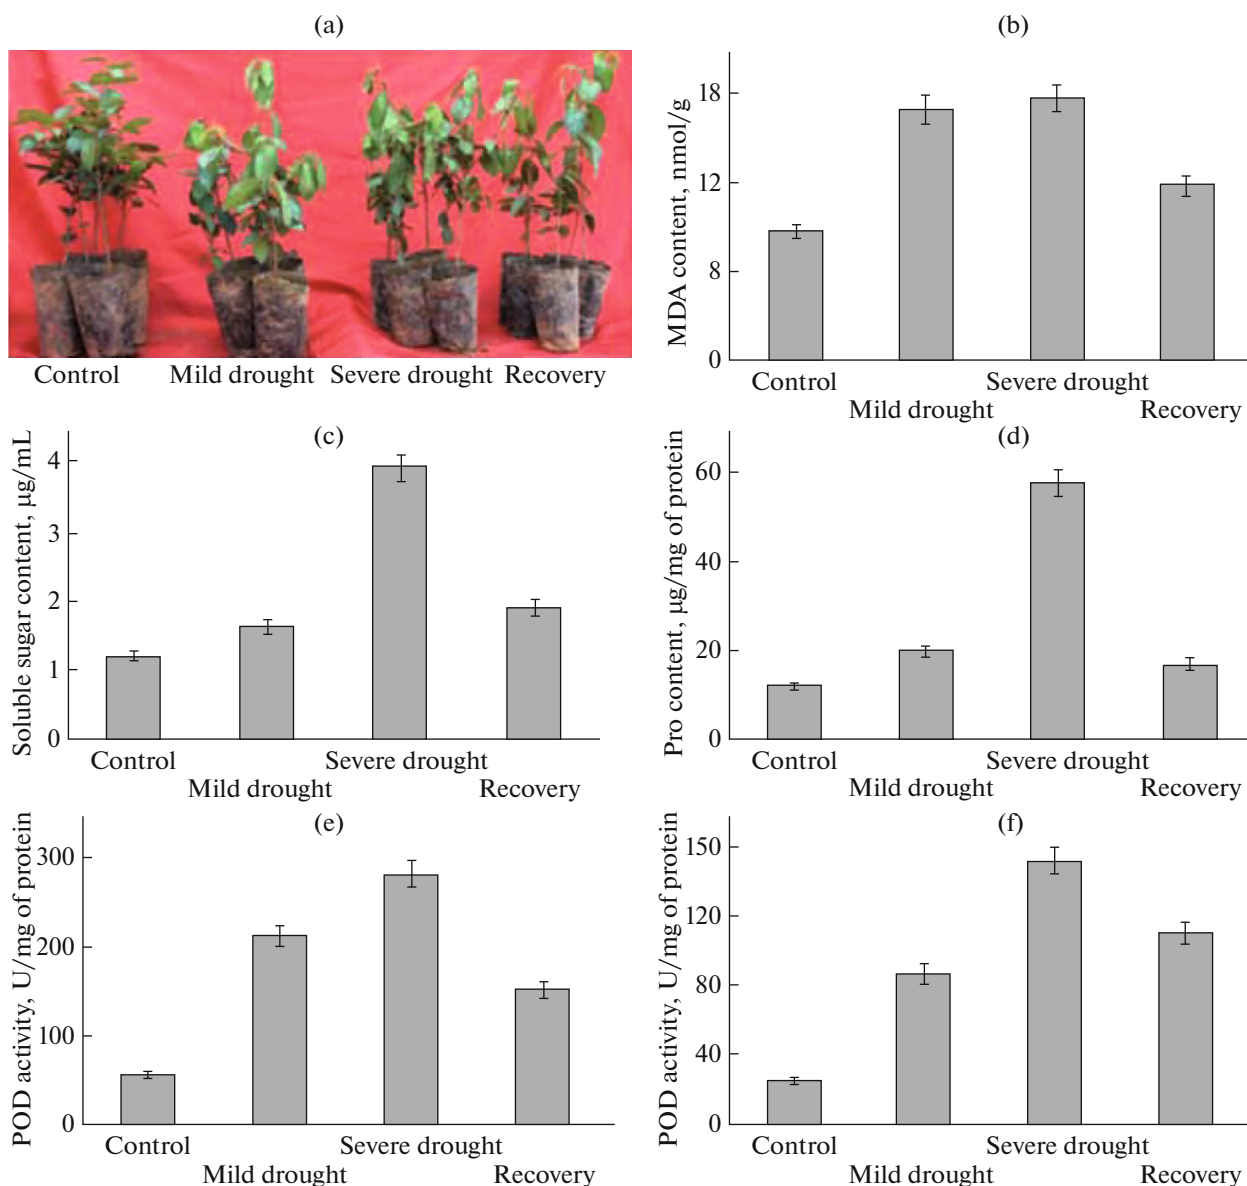 (a)
Control Mild drought Severe drought Recovery
(b)
MDA content, nmol/g
18
12
8
0
Control Severe drought
Mild drought Recovery
(c)
Soluble sugar content, µg/mL
4
3
2
1
0
Control Severe drought
Mild drought Recovery
(d)
Pro content, µg/mg of protein
60
40
20
0
Control Severe drought
Mild drought Recovery
(e)
POD activity, U/mg of protein
300
200
100
0
Control Severe drought
Mild drought Recovery
(f)
POD activity, U/mg of protein
150
120
80
40
0
Control Severe drought
Mild drought Recovery